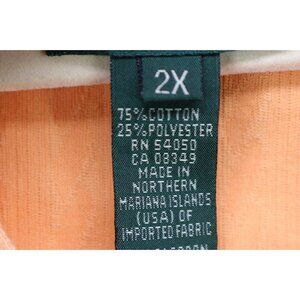 2X
75% COTTON
25% POLYESTER
RN 54050
CA 08349
MADE IN
NORTHERN
MARIANA ISLANDS
(USA) OF
IMPORTED FABRIC